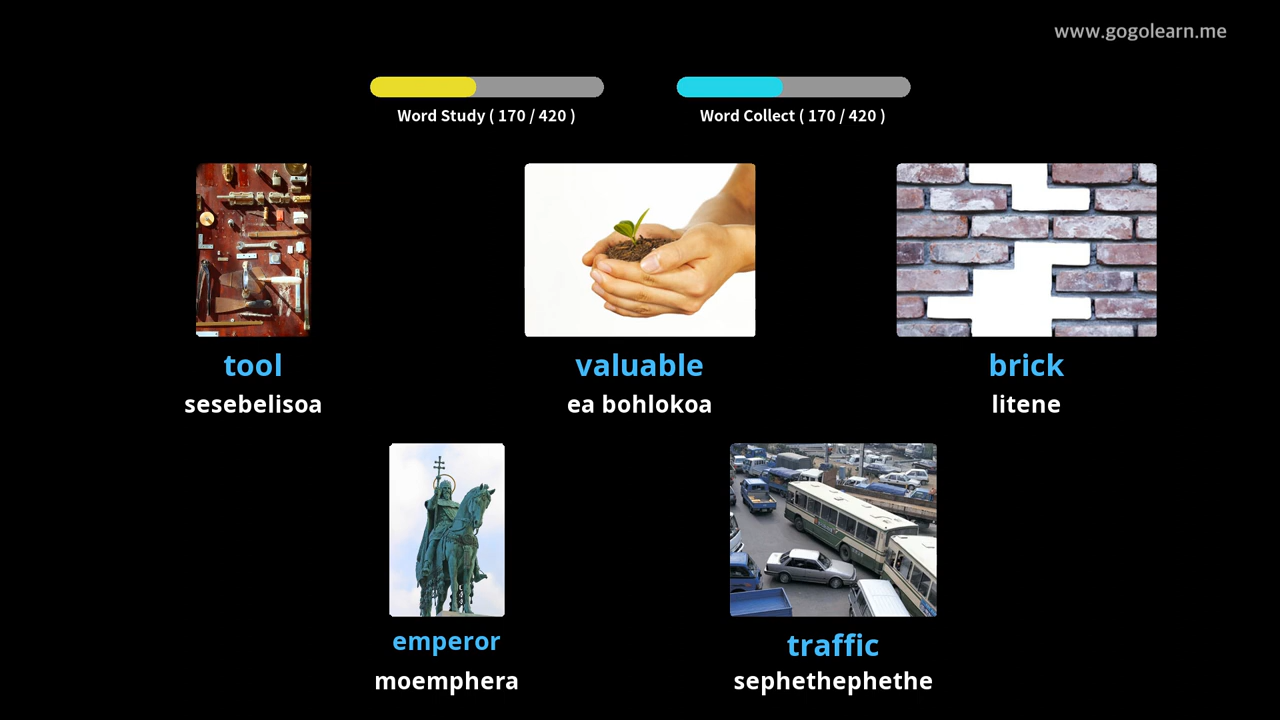 www.gogolearn.me
Word Study ( 170 / 420 )
Word Collect ( 170 / 420 )
tool
sesebelisoa
valuable
ea bohlokoa
brick
litene
emperor
moemphera
traffic
sephethephethe